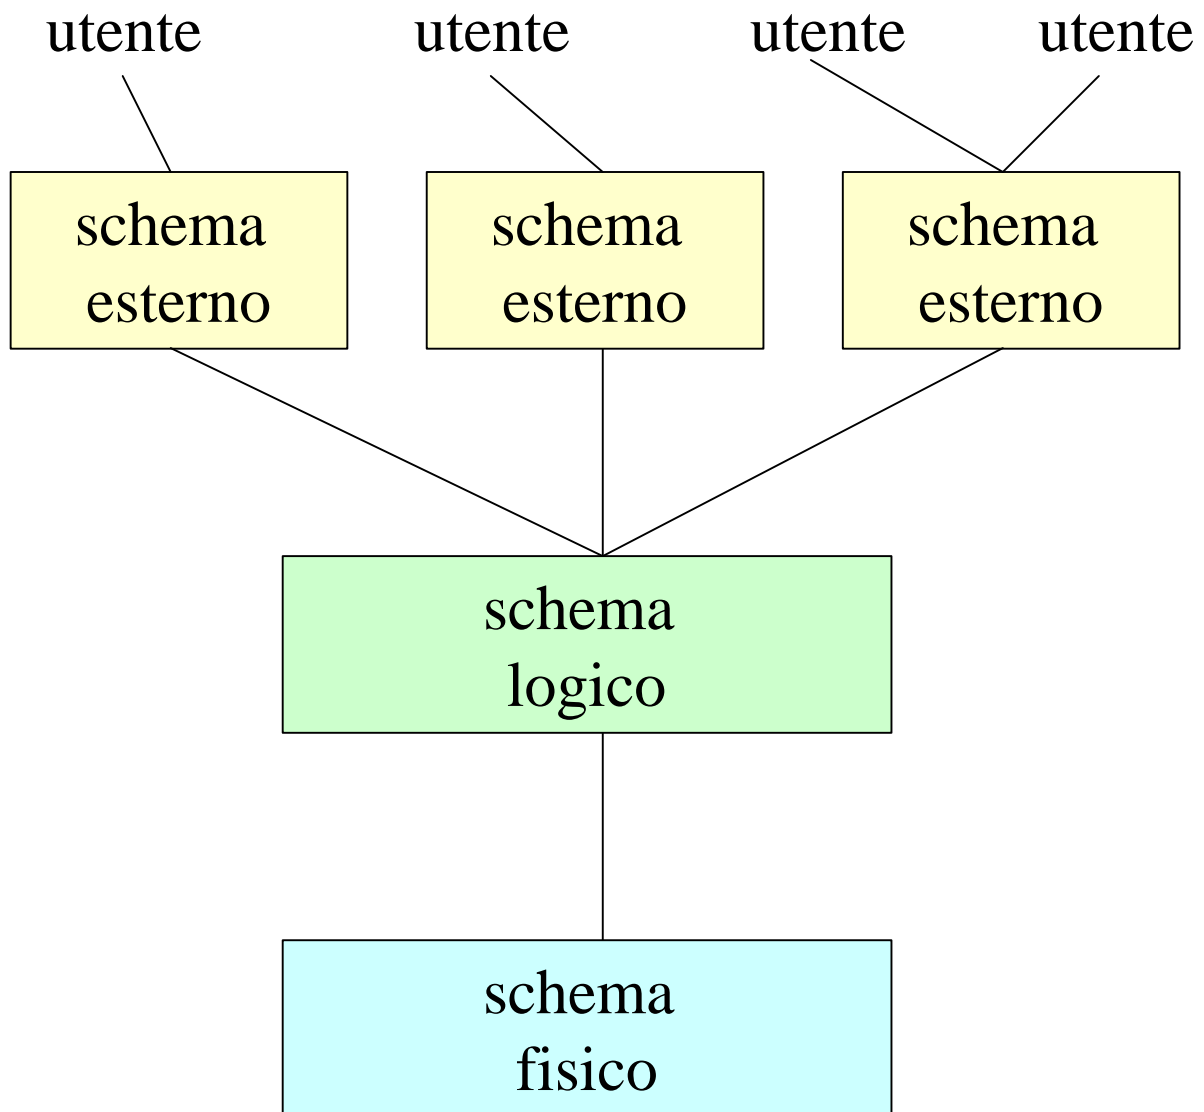 utente utente utente utente
schema schema schema
esterno esterno esterno
schema
logico
schema
fisico